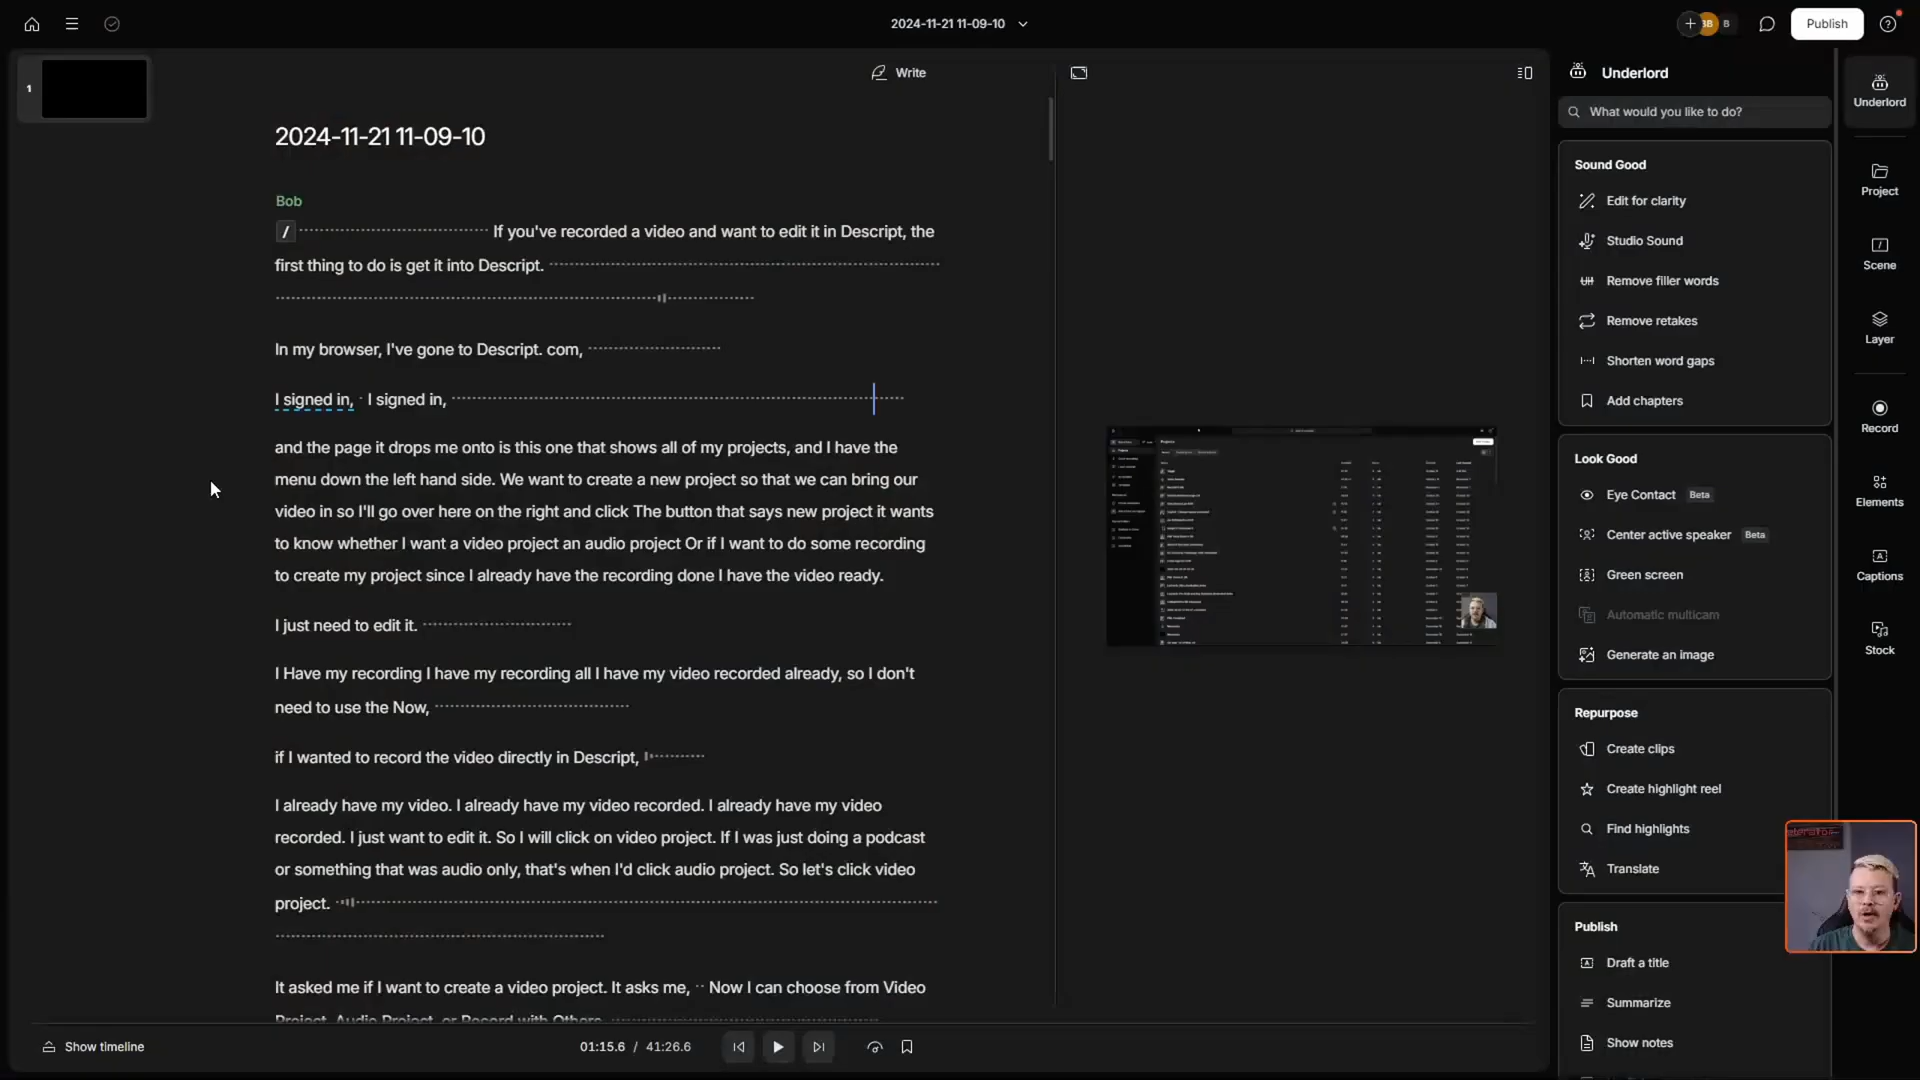 2024-11-21 11-09-10
B
Publish
1
Write
2024-11-21 11-09-10
Bob
/ If you've recorded a video and want to edit it in Descript, the
first thing to do is get it into Descript.
In my browser, I've gone to Descript. com,
I signed in, I signed in,
and the page it drops me onto is this one that shows all of my projects, and I have the
menu down the left hand side. We want to create a new project so that we can bring our
video in so I'll go over here on the right and click The button that says new project it wants
to know whether I want a video project an audio project Or if I want to do some recording
to create my project since I already have the recording done I have the video ready.
I just need to edit it.
I Have my recording I have my recording all I have my video recorded already, so I don't
need to use the Now,
if I wanted to record the video directly in Descript,
I already have my video. I already have my video recorded. I already have my video
recorded. I just want to edit it. So I will click on video project. If I was just doing a podcast
or something that was audio only, that's when I'd click audio project. So let's click video
project.
It asked me if I want to create a video project. It asks me, Now I can choose from Video
Project, Audio Project, or Record with Others.
Show timeline
01:15.6 / 41:26.6
Underlord
What would you like to do?
Sound Good
Edit for clarity
Studio Sound
Remove filler words
Remove retakes
Shorten word gaps
Add chapters
Look Good
Eye Contact Beta
Center active speaker Beta
Green screen
Automatic multicam
Generate an image
Repurpose
Create clips
Create highlight reel
Find highlights
Translate
Publish
Draft a title
Summarize
Show notes
Underlord
Project
Scene
Layer
Record
Elements
Captions
Stock